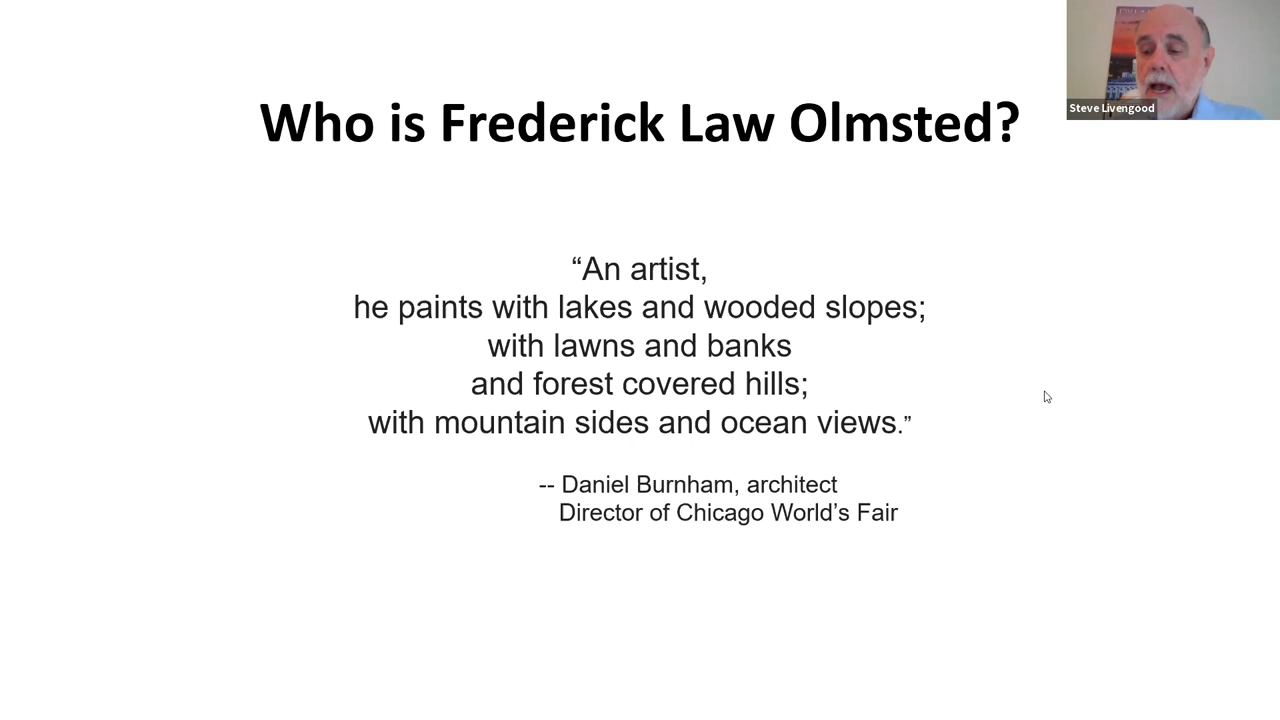 Who is Frederick Law Olmsted?
Steve Livengood
“An artist,
he paints with lakes and wooded slopes;
with lawns and banks
and forest covered hills;
with mountain sides and ocean views.”
-- Daniel Burnham, architect
Director of Chicago World’s Fair